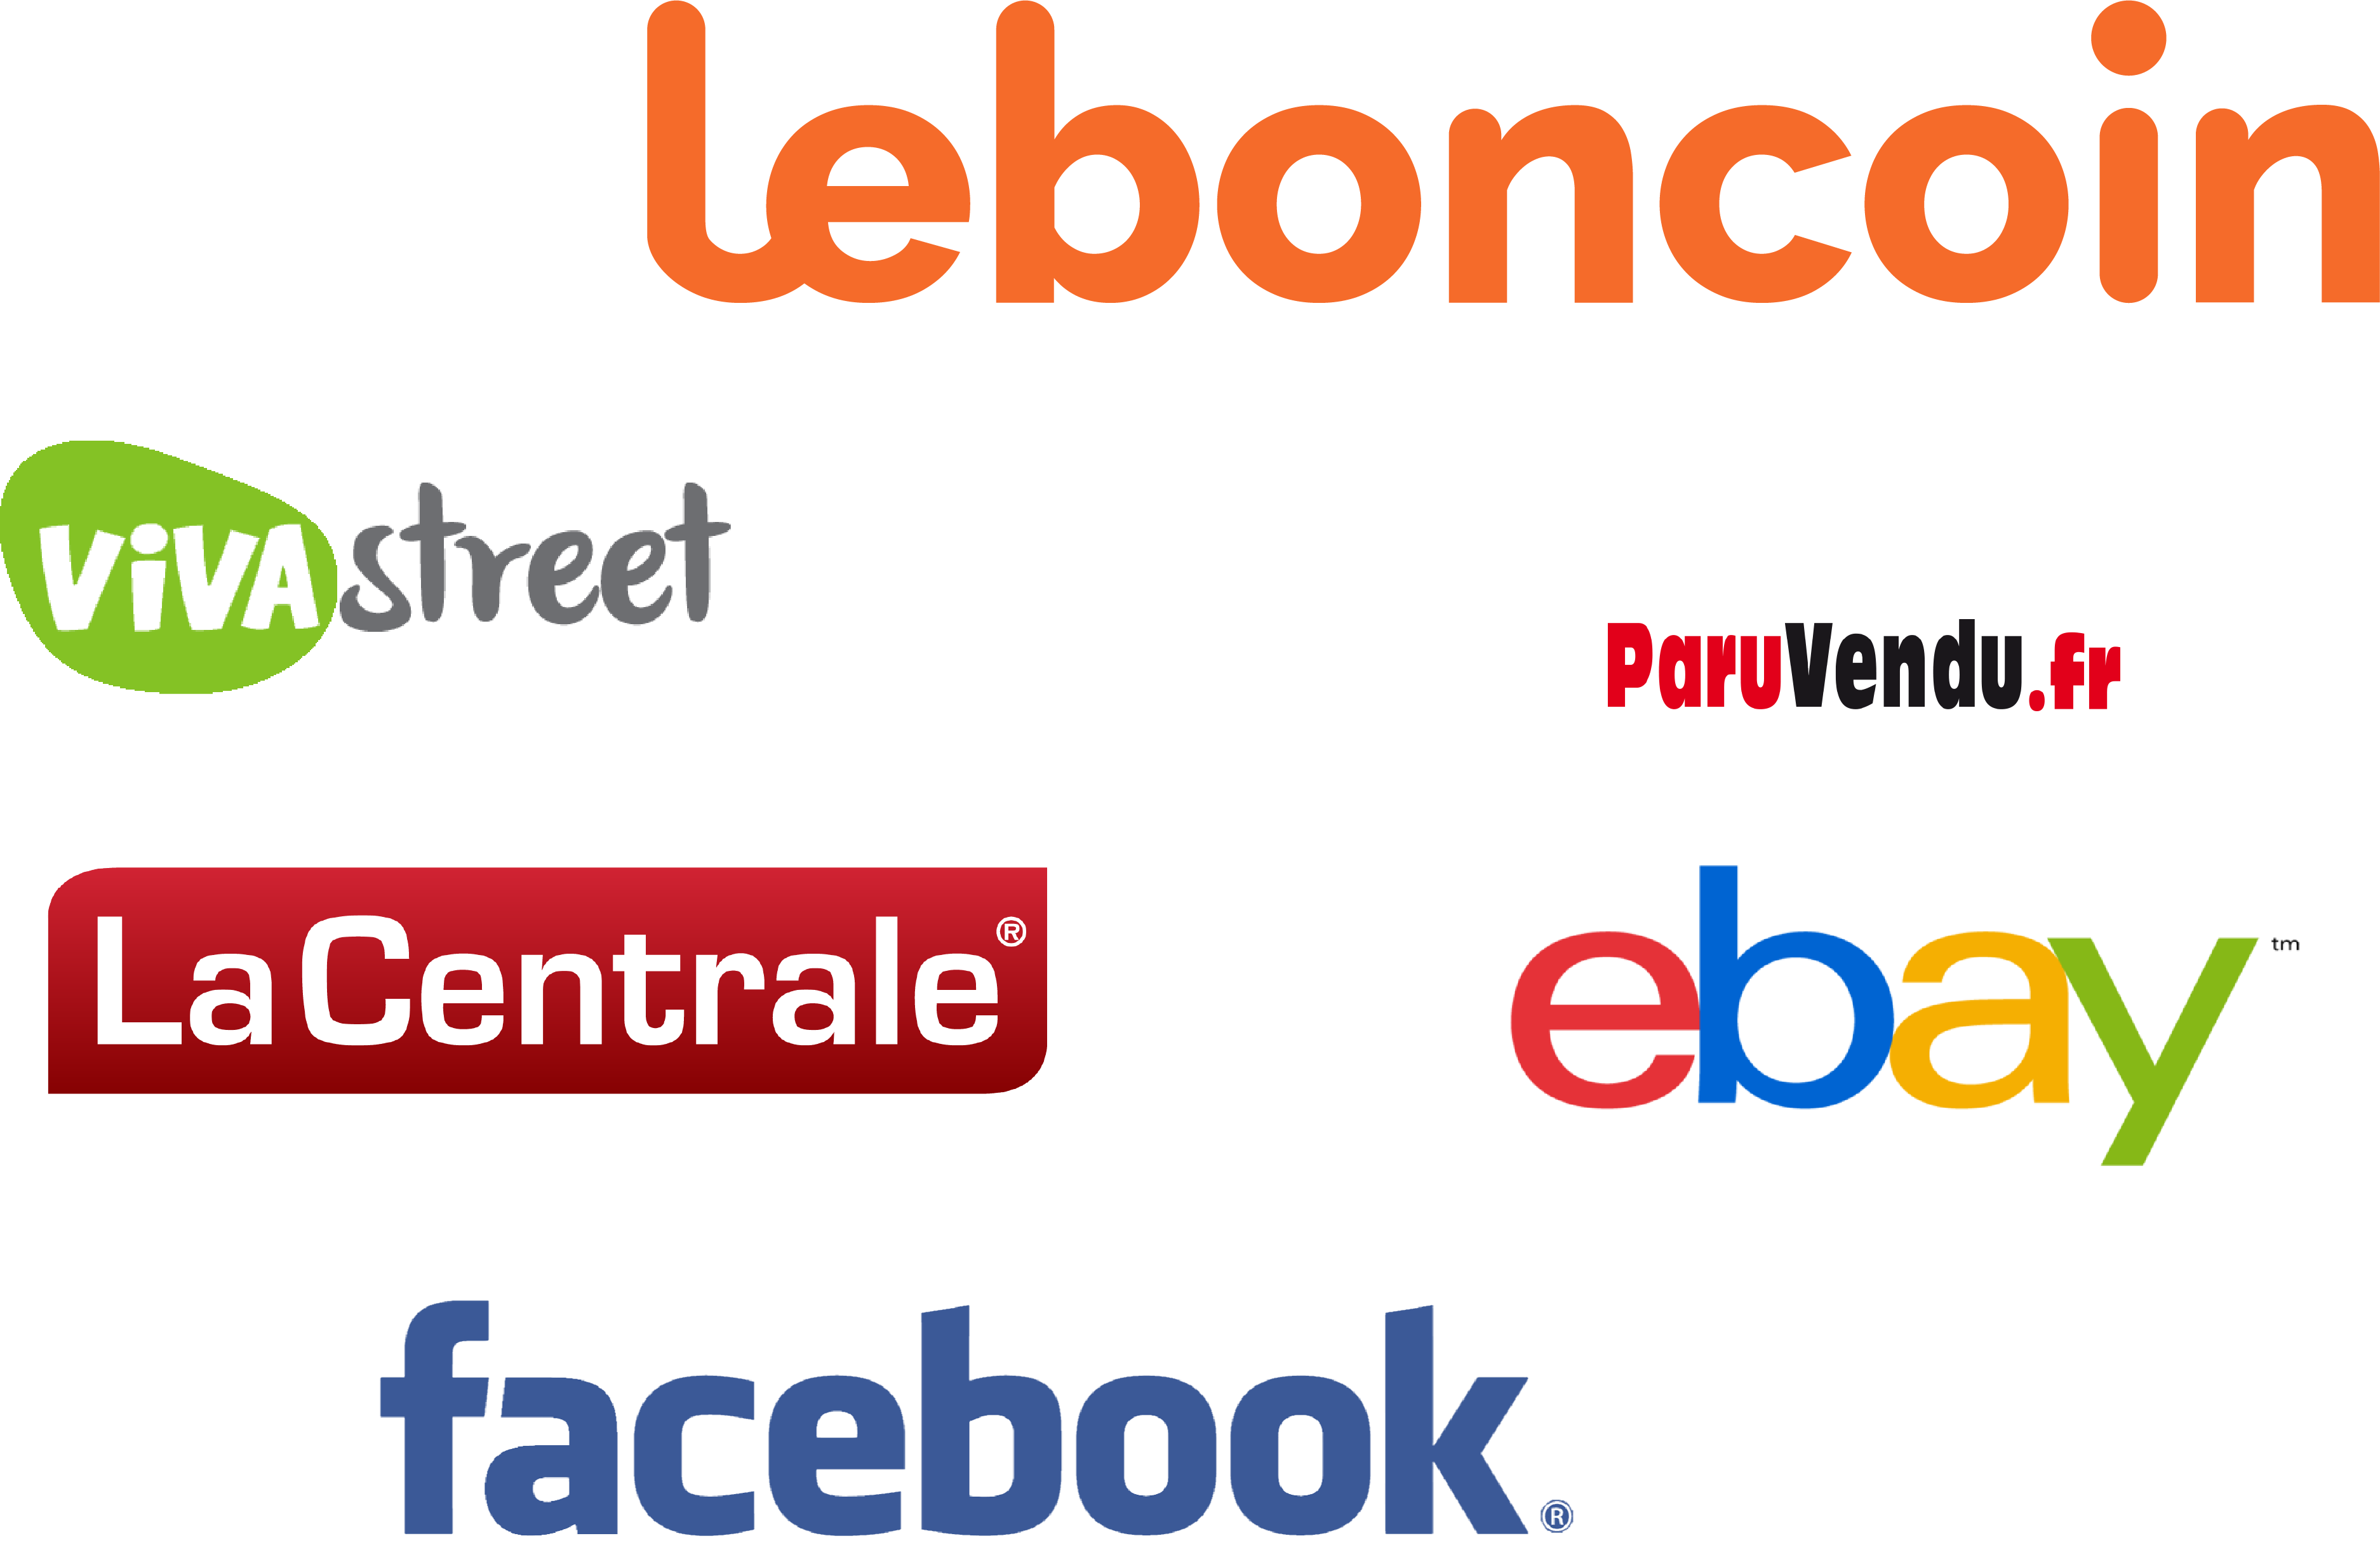 leboncoin
ViVAstreet
ParuVendu.fr
LaCentrale®
ebay™
facebook®